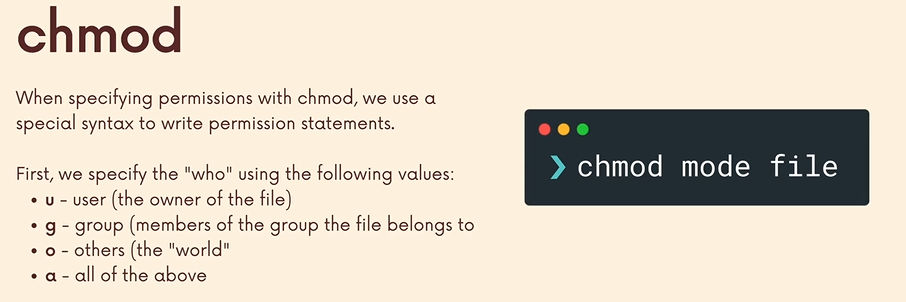 chmod
When specifying permissions with chmod, we use a
special syntax to write permission statements.
First, we specify the "who" using the following values:
• u - user (the owner of the file)
• g - group (members of the group the file belongs to
• o - others (the "world"
• a - all of the above
❯ chmod mode file